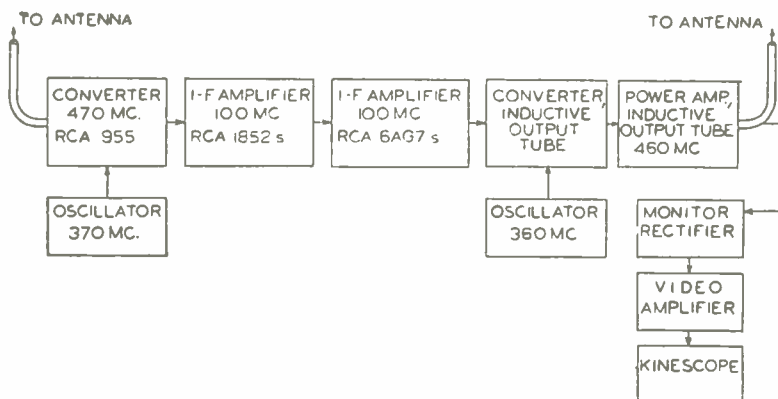 TO ANTENNA
TO ANTENNA
CONVERTER
470 MC.
RCA 955
I-F AMPLIFIER
100 MC
RCA 1852 s
I-F AMPLIFIER
100 MC
RCA 6AG7 s
CONVERTER,
INDUCTIVE
OUTPUT
TUBE
POWER AMP.,
INDUCTIVE
OUTPUT TUBE
460 MC
OSCILLATOR
370 MC.
OSCILLATOR
360 MC
MONITOR
RECTIFIER
VIDEO
AMPLIFIER
KINESCOPE